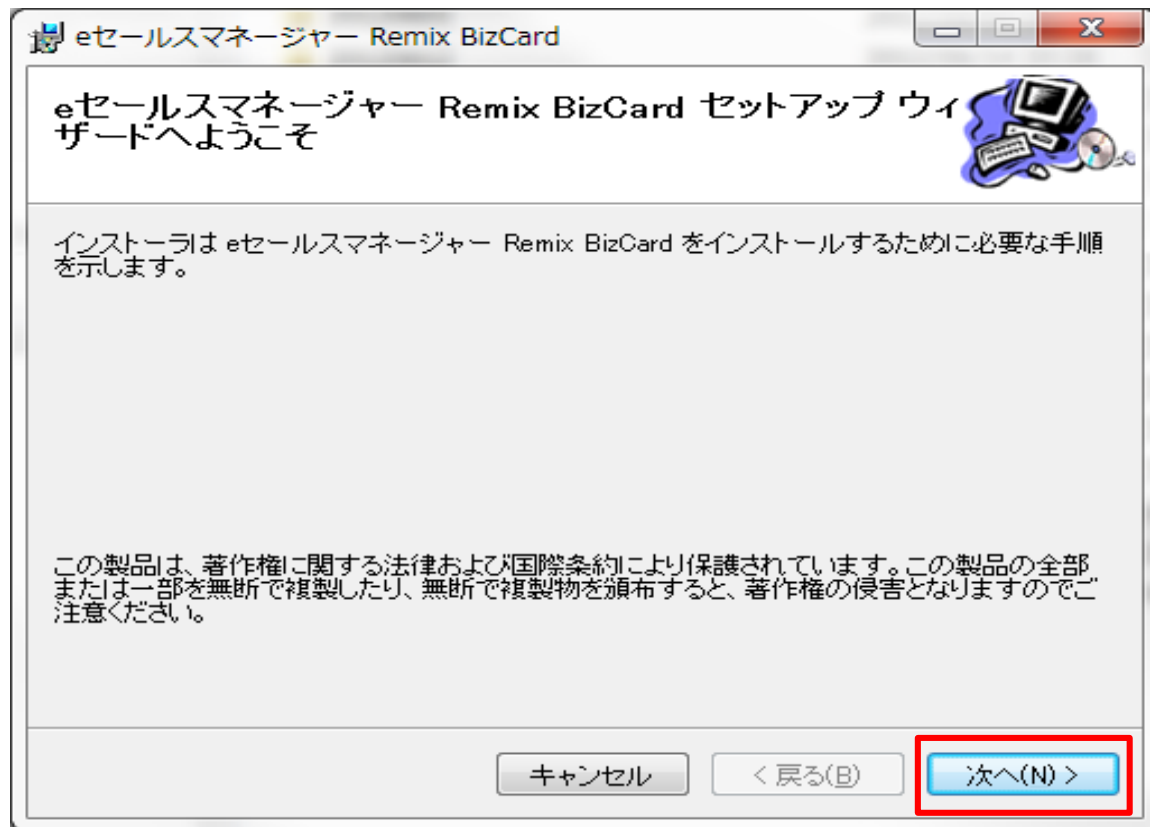 eセールスマネージャー Remix BizCard
eセールスマネージャー Remix BizCard セットアップ ウィ
ザードへようこそ
インストーラは eセールスマネージャー Remix BizCard をインストールするために必要な手順
を示します。
この製品は、著作権に関する法律および国際条約により保護されています。この製品の全部
または一部を無断で複製したり、無断で複製物を頒布すると、著作権の侵害となりますのでご
注意ください。
キャンセル
< 戻る(B)
次へ(N) >